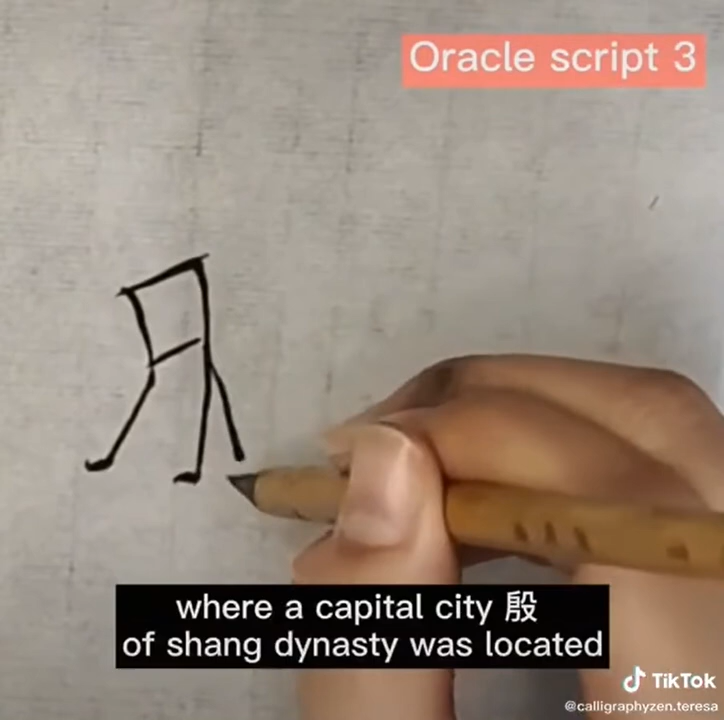 Oracle script 3
where a capital city 殷
of shang dynasty was located
TikTok
@calligraphyzen.teresa